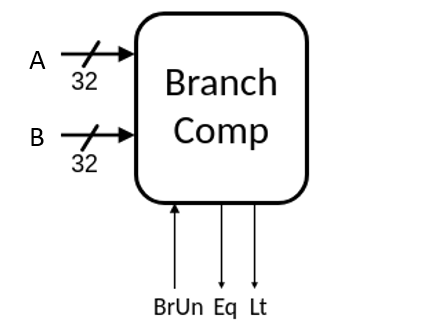 A
32
Branch
Comp
B
32
BrUn Eq Lt